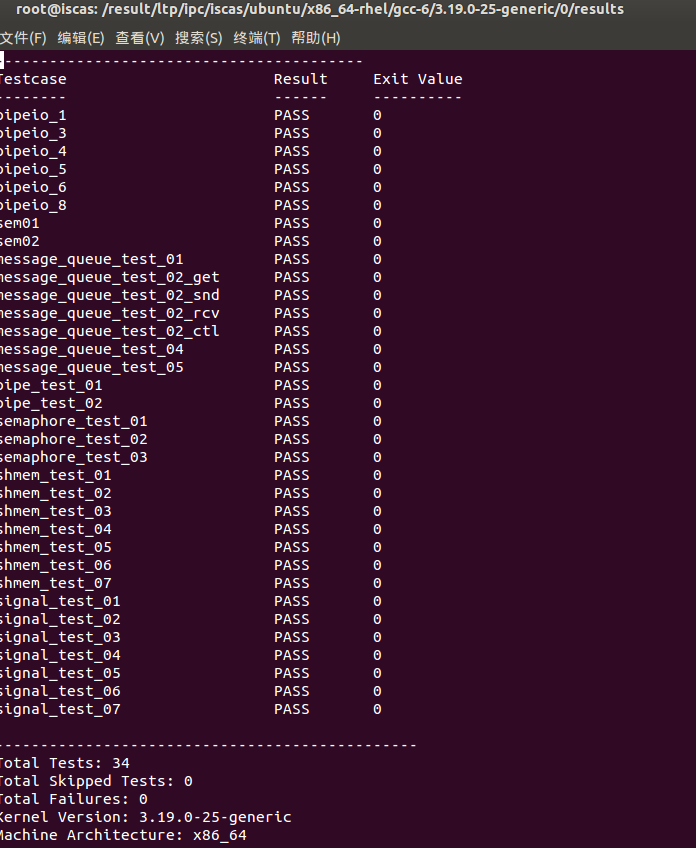 root@iscas: /result/ltp/ipc/iscas/ubuntu/x86_64-rhel/gcc-6/3.19.0-25-generic/0/results
文件(F) 编辑(E) 查看(V) 搜索(S) 终端(T) 帮助(H)
-----------------------------------------
Testcase Result Exit Value
-------- ------ ----------
pipeio_1 PASS 0
pipeio_3 PASS 0
pipeio_4 PASS 0
pipeio_5 PASS 0
pipeio_6 PASS 0
pipeio_8 PASS 0
sem01 PASS 0
sem02 PASS 0
message_queue_test_01 PASS 0
message_queue_test_02_get PASS 0
message_queue_test_02_snd PASS 0
message_queue_test_02_rcv PASS 0
message_queue_test_02_ctl PASS 0
message_queue_test_04 PASS 0
message_queue_test_05 PASS 0
pipe_test_01 PASS 0
pipe_test_02 PASS 0
semaphore_test_01 PASS 0
semaphore_test_02 PASS 0
semaphore_test_03 PASS 0
shmem_test_01 PASS 0
shmem_test_02 PASS 0
shmem_test_03 PASS 0
shmem_test_04 PASS 0
shmem_test_05 PASS 0
shmem_test_06 PASS 0
shmem_test_07 PASS 0
signal_test_01 PASS 0
signal_test_02 PASS 0
signal_test_03 PASS 0
signal_test_04 PASS 0
signal_test_05 PASS 0
signal_test_06 PASS 0
signal_test_07 PASS 0
-----------------------------------------------
Total Tests: 34
Total Skipped Tests: 0
Total Failures: 0
Kernel Version: 3.19.0-25-generic
Machine Architecture: x86_64